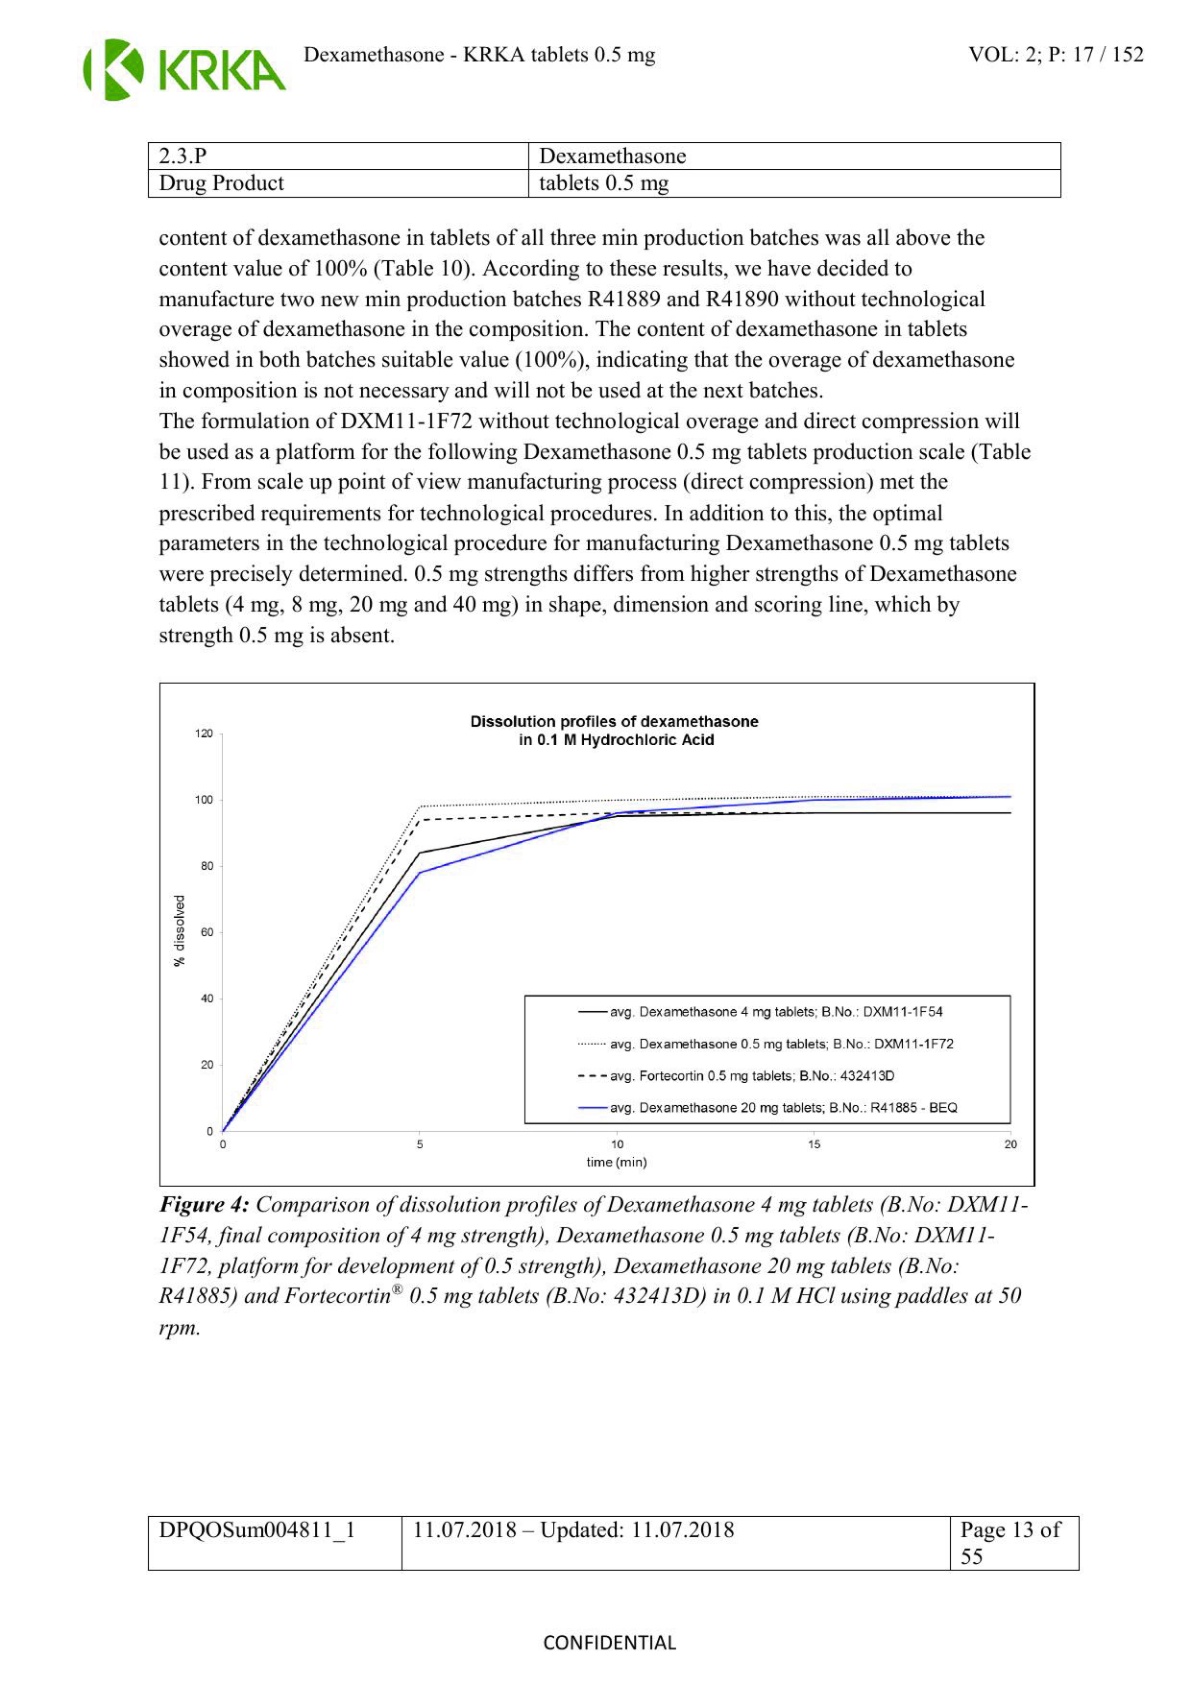 KRKA
Dexamethasone - KRKA tablets 0.5 mg
VOL: 2; P: 17 / 152
2.3.P
Dexamethasone
Drug Product
tablets 0.5 mg
content of dexamethasone in tablets of all three min production batches was all above the
content value of 100% (Table 10). According to these results, we have decided to
manufacture two new min production batches R41889 and R41890 without technological
overage of dexamethasone in the composition. The content of dexamethasone in tablets
showed in both batches suitable value (100%), indicating that the overage of dexamethasone
in composition is not necessary and will not be used at the next batches.
The formulation of DXM11-1F72 without technological overage and direct compression will
be used as a platform for the following Dexamethasone 0.5 mg tablets production scale (Table
11). From scale up point of view manufacturing process (direct compression) met the
prescribed requirements for technological procedures. In addition to this, the optimal
parameters in the technological procedure for manufacturing Dexamethasone 0.5 mg tablets
were precisely determined. 0.5 mg strengths differs from higher strengths of Dexamethasone
tablets (4 mg, 8 mg, 20 mg and 40 mg) in shape, dimension and scoring line, which by
strength 0.5 mg is absent.
Dissolution profiles of dexamethasone
in 0.1 M Hydrochloric Acid
120
100
80
60
40
20
0
% dissolved
avg. Dexamethasone 4 mg tablets; B.No.: DXM11-1F54
avg. Dexamethasone 0.5 mg tablets; B.No.: DXM11-1F72
avg. Fortecortin 0.5 mg tablets; B.No.: 432413D
avg. Dexamethasone 20 mg tablets; B.No.: R41885 - BEQ
0 5 10 15 20
time (min)
Figure 4: Comparison of dissolution profiles of Dexamethasone 4 mg tablets (B.No: DXM11-
1F54, final composition of 4 mg strength), Dexamethasone 0.5 mg tablets (B.No: DXM11-
1F72, platform for development of 0.5 strength), Dexamethasone 20 mg tablets (B.No:
R41885) and Fortecortin® 0.5 mg tablets (B.No: 432413D) in 0.1 M HCl using paddles at 50
rpm.
DPQOSum004811_1
11.07.2018 – Updated: 11.07.2018
Page 13 of
55
CONFIDENTIAL